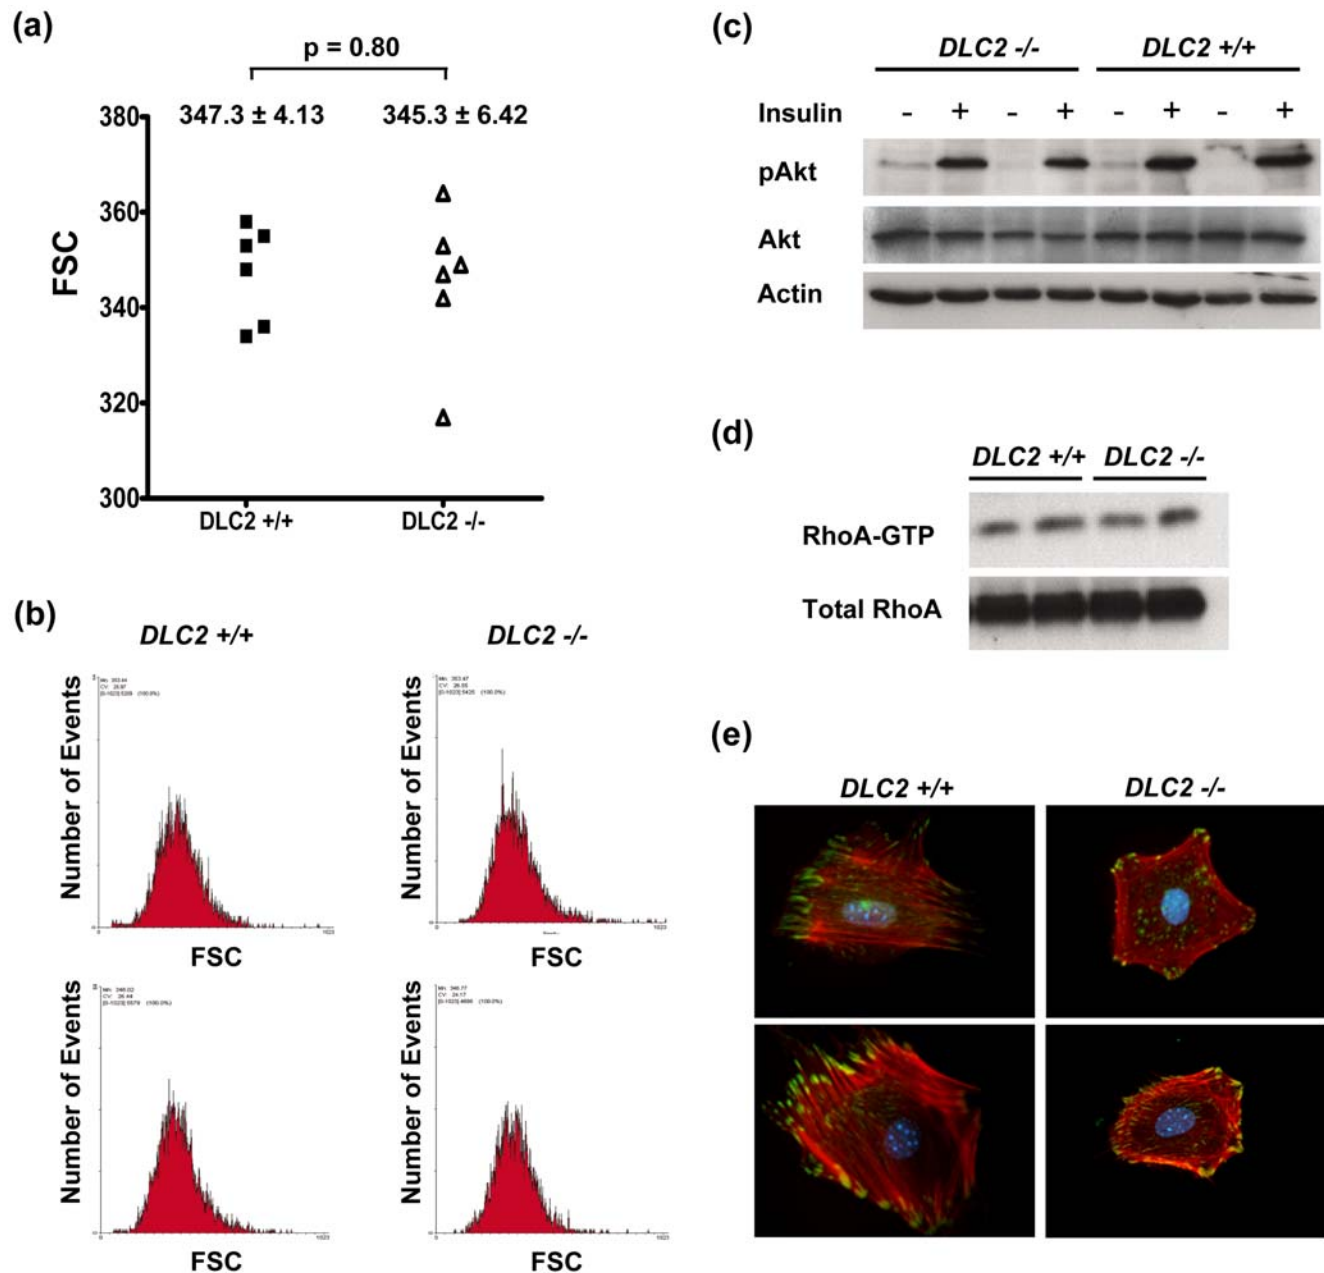 (a)
p = 0.80
347.3 ± 4.13 345.3 ± 6.42
380
360
340
320
300
FSC
DLC2 +/+ DLC2 -/-
(b)
DLC2 +/+ DLC2 -/-
Number of Events
FSC
Number of Events
FSC
Number of Events
FSC
Number of Events
FSC
(c)
DLC2 -/- DLC2 +/+
Insulin - + - + - + - +
pAkt
Akt
Actin
(d)
DLC2 +/+ DLC2 -/-
RhoA-GTP
Total RhoA
(e)
DLC2 +/+ DLC2 -/-